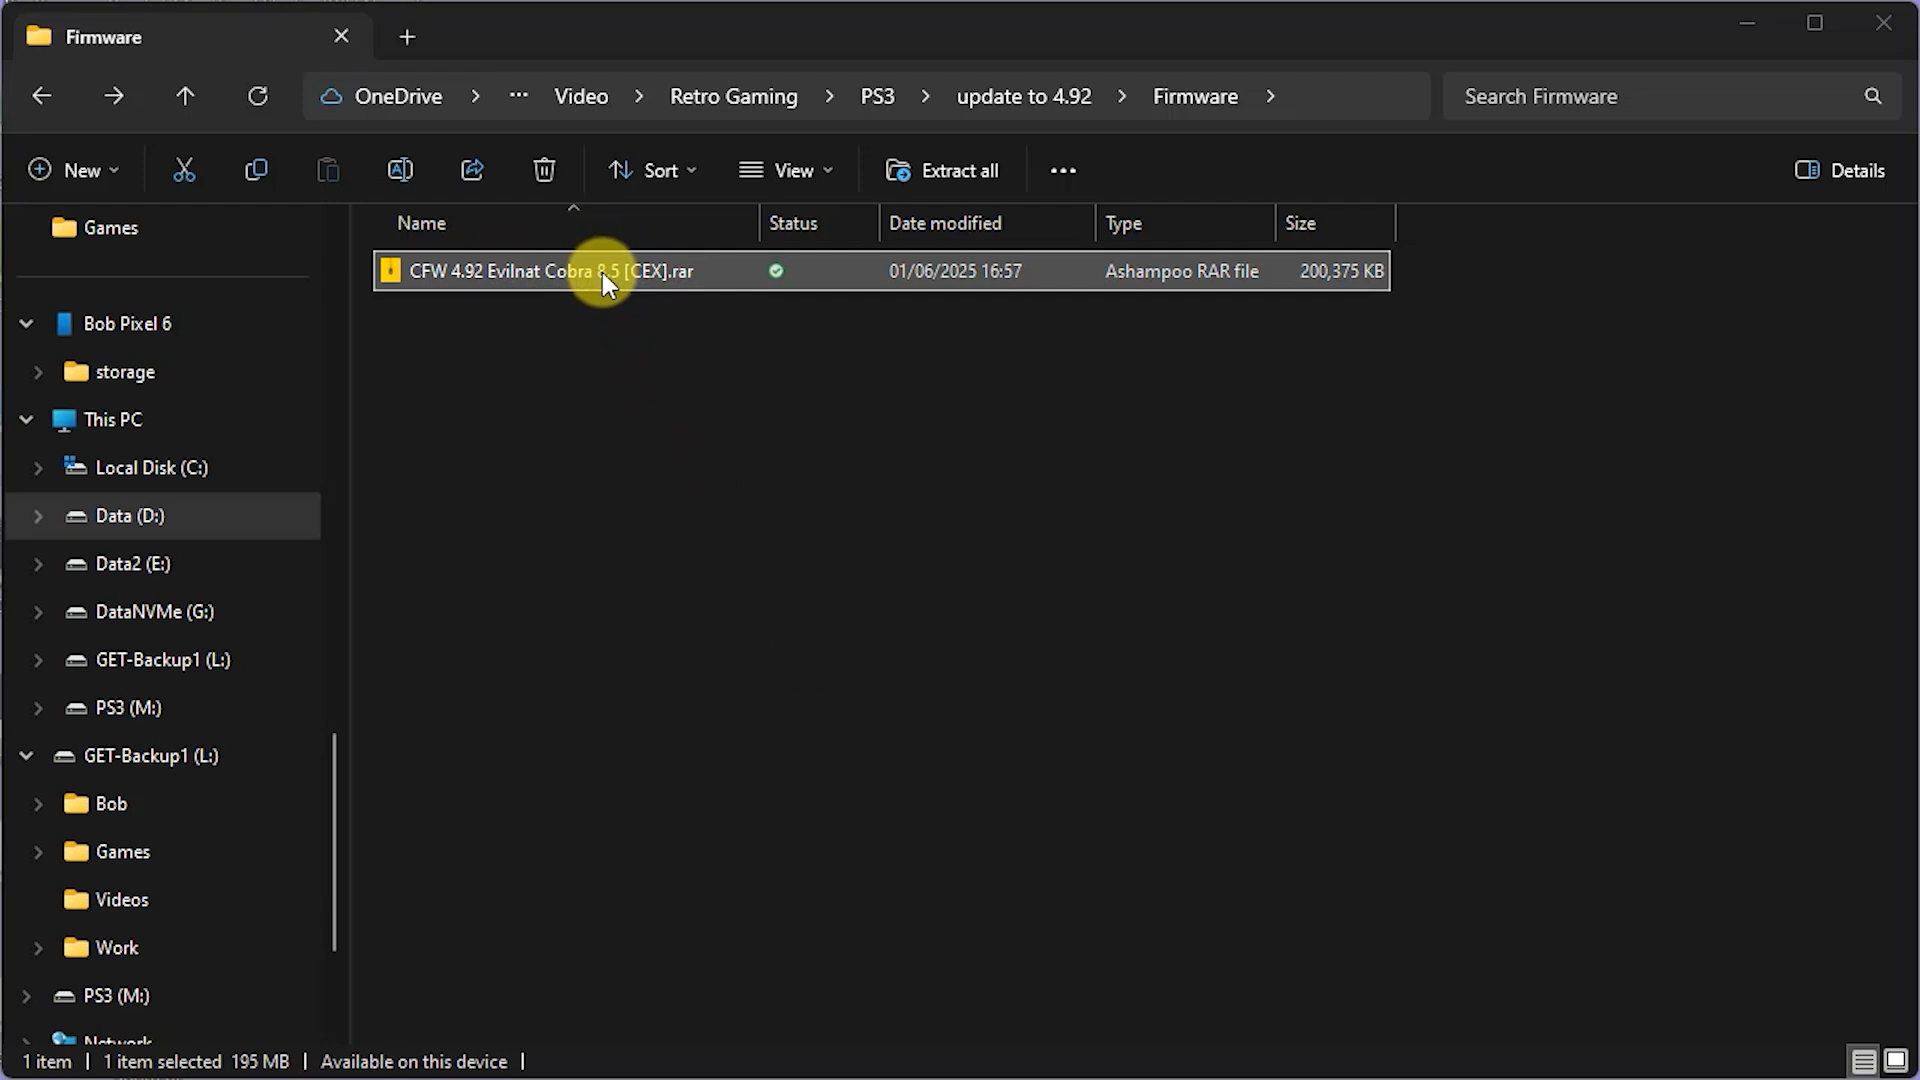 Firmware
OneDrive > ··· Video > Retro Gaming > PS3 > update to 4.92 > Firmware >
Search Firmware
New
Sort
View
Extract all
Details
Name
Status
Date modified
Type
Size
CFW 4.92 Evilnat Cobra 8.5 [CEX].rar
01/06/2025 16:57
Ashampoo RAR file
200,375 KB
Games
Bob Pixel 6
storage
This PC
Local Disk (C:)
Data (D:)
Data2 (E:)
DataNVMe (G:)
GET-Backup1 (L:)
PS3 (M:)
GET-Backup1 (L:)
Bob
Games
Videos
Work
PS3 (M:)
Network
1 item | 1 item selected 195 MB | Available on this device |